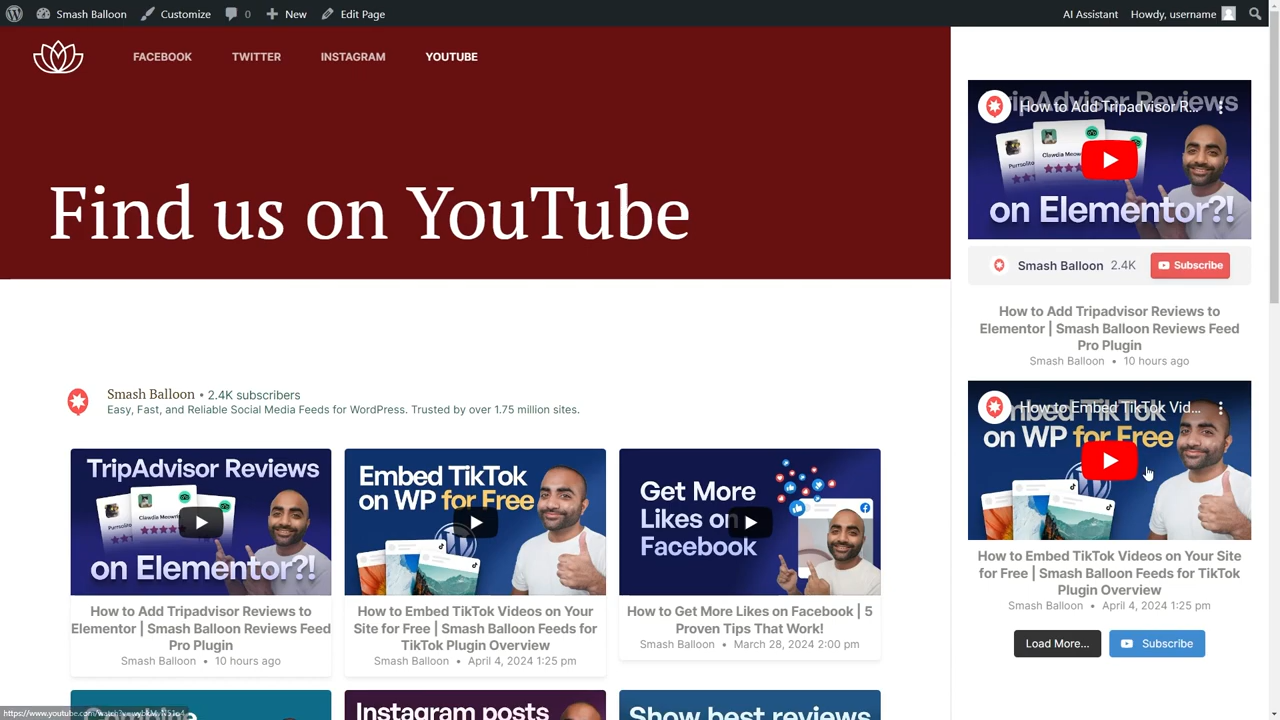 Smash Balloon Customize 0 New Edit Page AI Assistant Howdy, username
FACEBOOK TWITTER INSTAGRAM YOUTUBE
Find us on YouTube
Smash Balloon • 2.4K subscribers
Easy, Fast, and Reliable Social Media Feeds for WordPress. Trusted by over 1.75 million sites.
TripAdvisor Reviews
Clawdia Meowrin
on Elementor?!
How to Add Tripadvisor Reviews to
Elementor | Smash Balloon Reviews Feed
Pro Plugin
Smash Balloon • 10 hours ago
Embed TikTok
on WP for Free
How to Embed TikTok Videos on Your
Site for Free | Smash Balloon Feeds for
TikTok Plugin Overview
Smash Balloon • April 4, 2024 1:25 pm
Get More
Likes on
Facebook
How to Get More Likes on Facebook | 5
Proven Tips That Work!
Smash Balloon • March 28, 2024 2:00 pm
Instagram posts
Show best reviews
TripAdvisor Reviews
How to Add Tripadvisor R...
on Elementor?!
Smash Balloon 2.4K Subscribe
How to Add Tripadvisor Reviews to
Elementor | Smash Balloon Reviews Feed
Pro Plugin
Smash Balloon • 10 hours ago
Embed TikTok
How to Embed TikTok Vid...
on WP for Free
How to Embed TikTok Videos on Your Site
for Free | Smash Balloon Feeds for TikTok
Plugin Overview
Smash Balloon • April 4, 2024 1:25 pm
Load More... Subscribe